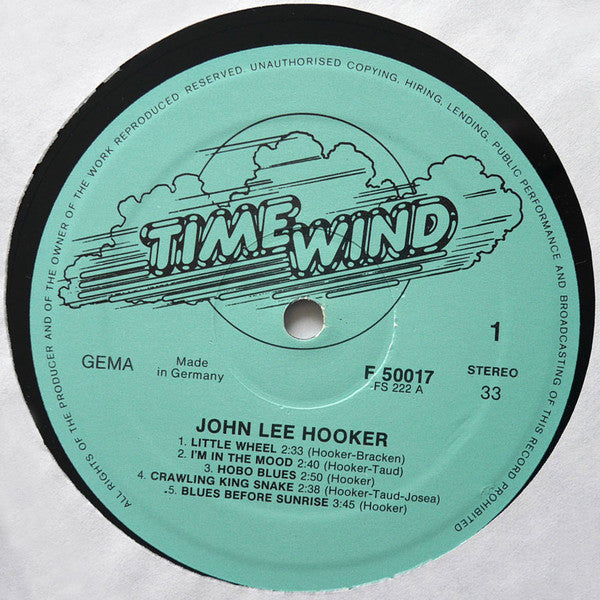 ALL RIGHTS OF THE PRODUCER AND OF THE OWNER OF THE WORK REPRODUCED RESERVED. UNAUTHORISED COPYING, HIRING, LENDING, PUBLIC PERFORMANCE AND BROADCASTING OF THIS RECORD PROHIBITED
TIME WIND
GEMA
Made
in Germany
F 50017
FS 222 A
1
STEREO
33
JOHN LEE HOOKER
1. LITTLE WHEEL 2:33 (Hooker-Bracken)
2. I'M IN THE MOOD 2:40 (Hooker-Taud)
3. HOBO BLUES 2:50 (Hooker)
4. CRAWLING KING SNAKE 2:38 (Hooker-Taud-Josea)
5. BLUES BEFORE SUNRISE 3:45 (Hooker)